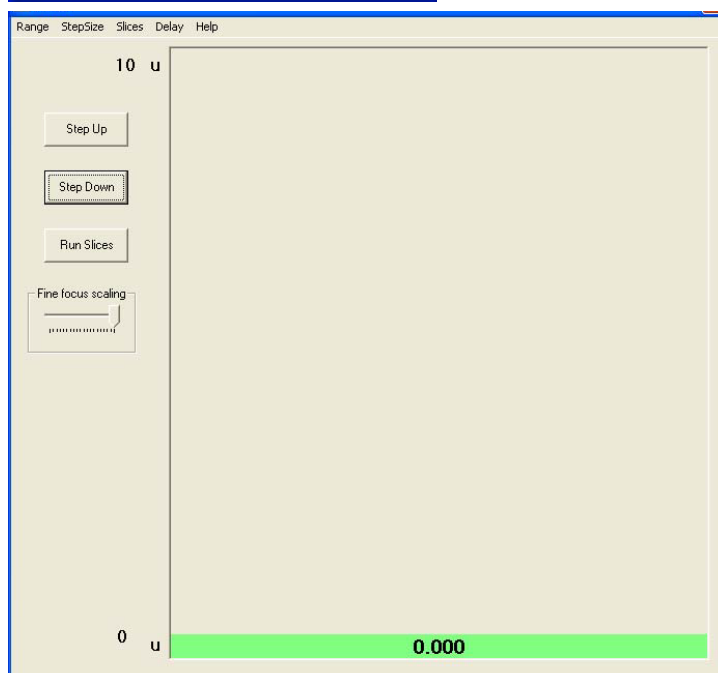 Range StepSize Slices Delay Help
10 u
Step Up
Step Down
Run Slices
Fine focus scaling
0 u
0.000